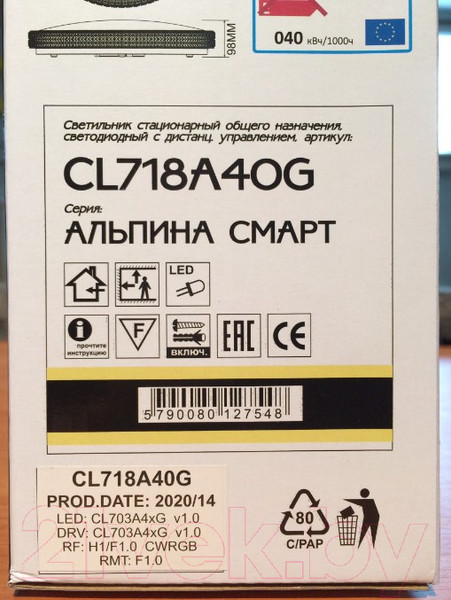 98ММ
040 кВч/1000ч
Светильник стационарный общего назначения,
светодиодный с дистанц. управлением, артикул:
CL718A40G
Серия:
АЛЬПИНА СМАРТ
LED
i
F
прочтите
инструкцию
ВКЛЮЧ.
EAC
CE
5 790080 127548
CL718A40G
PROD.DATE: 2020/14
LED: CL703A4xG v1.0
DRV: CL703A4xG v1.0
RF: H1/F1.0 CWRGB
RMT: F1.0
80
C/PAP
21vek.by